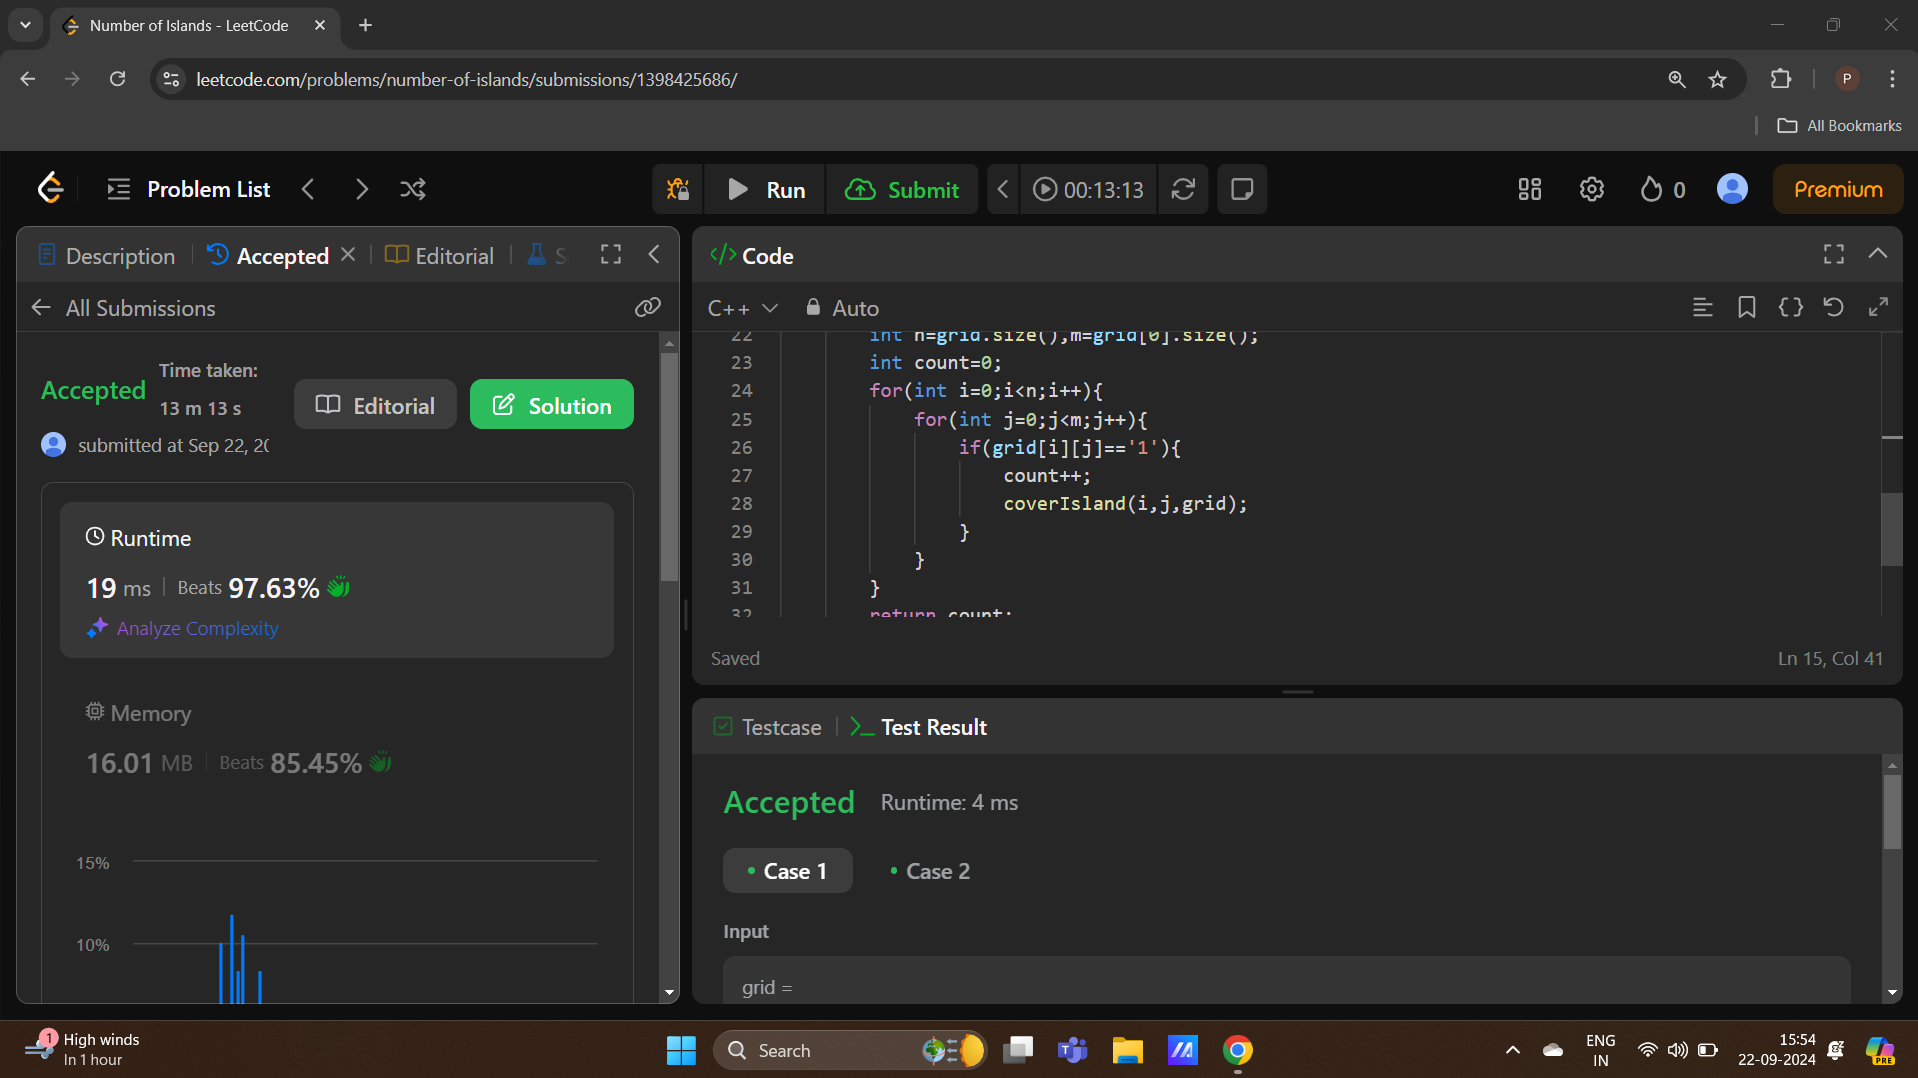 Number of Islands - LeetCode
leetcode.com/problems/number-of-islands/submissions/1398425686/
P
All Bookmarks
Problem List
Run
Submit
00:13:13
0
Premium
Description
Accepted
Editorial
S
All Submissions
Accepted
Time taken:
13 m 13 s
Editorial
Solution
submitted at Sep 22, 20
Runtime
19 ms
Beats 97.63%
Analyze Complexity
Memory
16.01 MB
Beats 85.45%
15%
10%
Code
C++
Auto
22 int n=grid.size(),m=grid[0].size();
23 int count=0;
24 for(int i=0;i<n;i++){
25 for(int j=0;j<m;j++){
26 if(grid[i][j]=='1'){
27 count++;
28 coverIsland(i,j,grid);
29 }
30 }
31 }
32 return count;
Saved
Ln 15, Col 41
Testcase
Test Result
Accepted
Runtime: 4 ms
Case 1
Case 2
Input
grid =
1
High winds
In 1 hour
Search
ENG
IN
15:54
22-09-2024
PRE